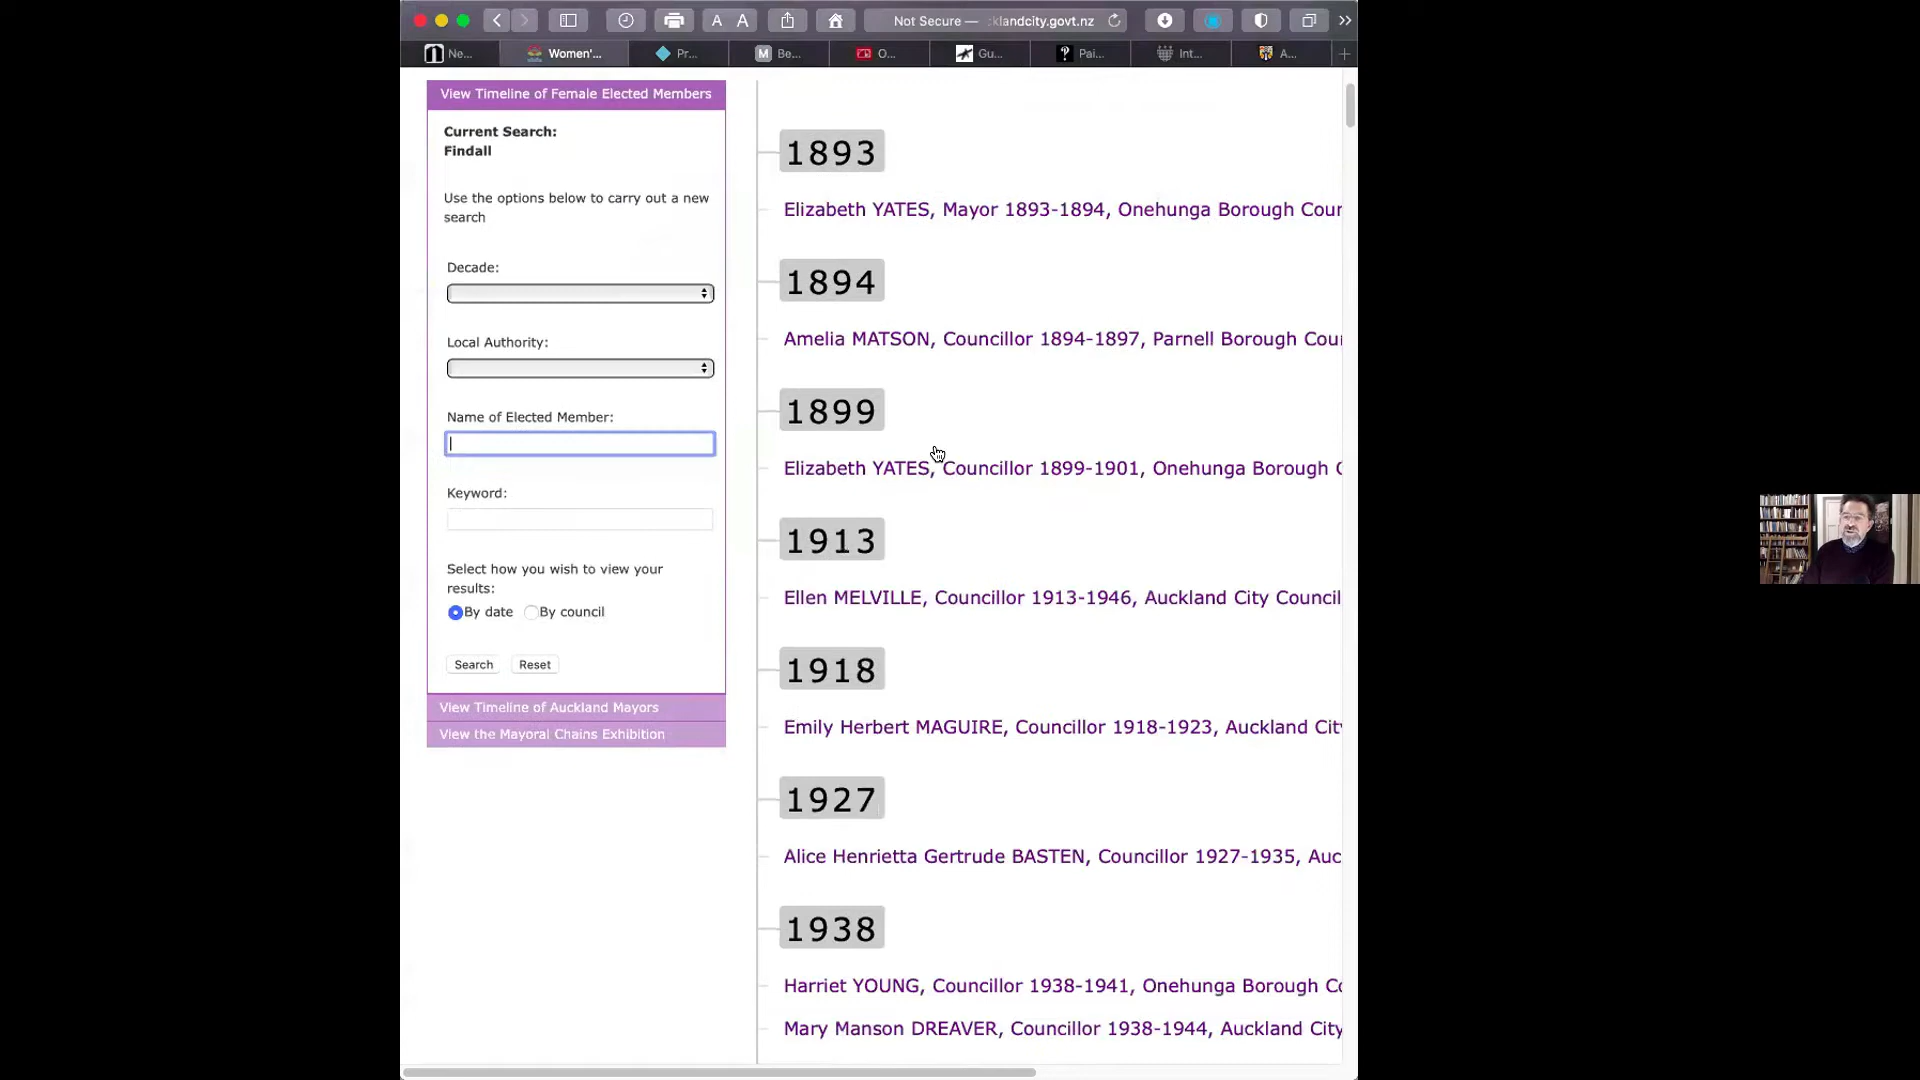 Not Secure — klandcity.govt.nz
A A
Ne... Women'... Pr... Be... O... Gu... Pai... Int... A...
View Timeline of Female Elected Members
Current Search:
Findall
Use the options below to carry out a new
search
Decade:
Local Authority:
Name of Elected Member:
Keyword:
Select how you wish to view your
results:
By date By council
Search Reset
View Timeline of Auckland Mayors
View the Mayoral Chains Exhibition
1893
Elizabeth YATES, Mayor 1893-1894, Onehunga Borough Cour
1894
Amelia MATSON, Councillor 1894-1897, Parnell Borough Cour
1899
Elizabeth YATES, Councillor 1899-1901, Onehunga Borough C
1913
Ellen MELVILLE, Councillor 1913-1946, Auckland City Council
1918
Emily Herbert MAGUIRE, Councillor 1918-1923, Auckland City
1927
Alice Henrietta Gertrude BASTEN, Councillor 1927-1935, Auc
1938
Harriet YOUNG, Councillor 1938-1941, Onehunga Borough Co
Mary Manson DREAVER, Councillor 1938-1944, Auckland City